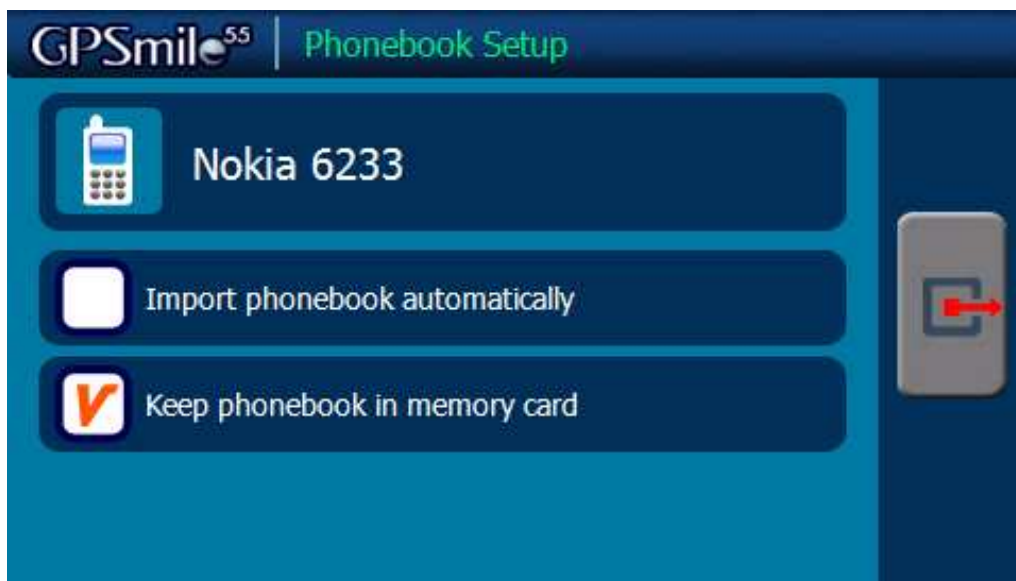 GPSmile55 | Phonebook Setup
Nokia 6233
Import phonebook automatically
Keep phonebook in memory card